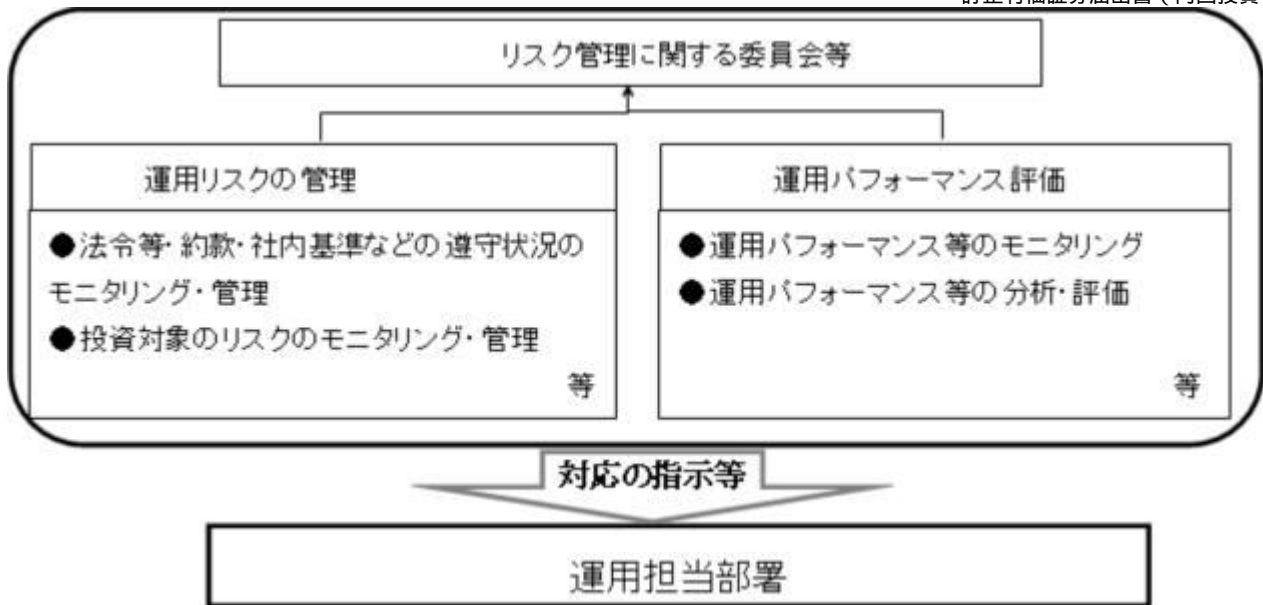 リスク管理に関する委員会等
運用リスクの管理
●法令等・約款・社内基準などの遵守状況の
モニタリング・管理
●投資対象のリスクのモニタリング・管理
等
運用パフォーマンス評価
●運用パフォーマンス等のモニタリング
●運用パフォーマンス等の分析・評価
等
対応の指示等
運用担当部署